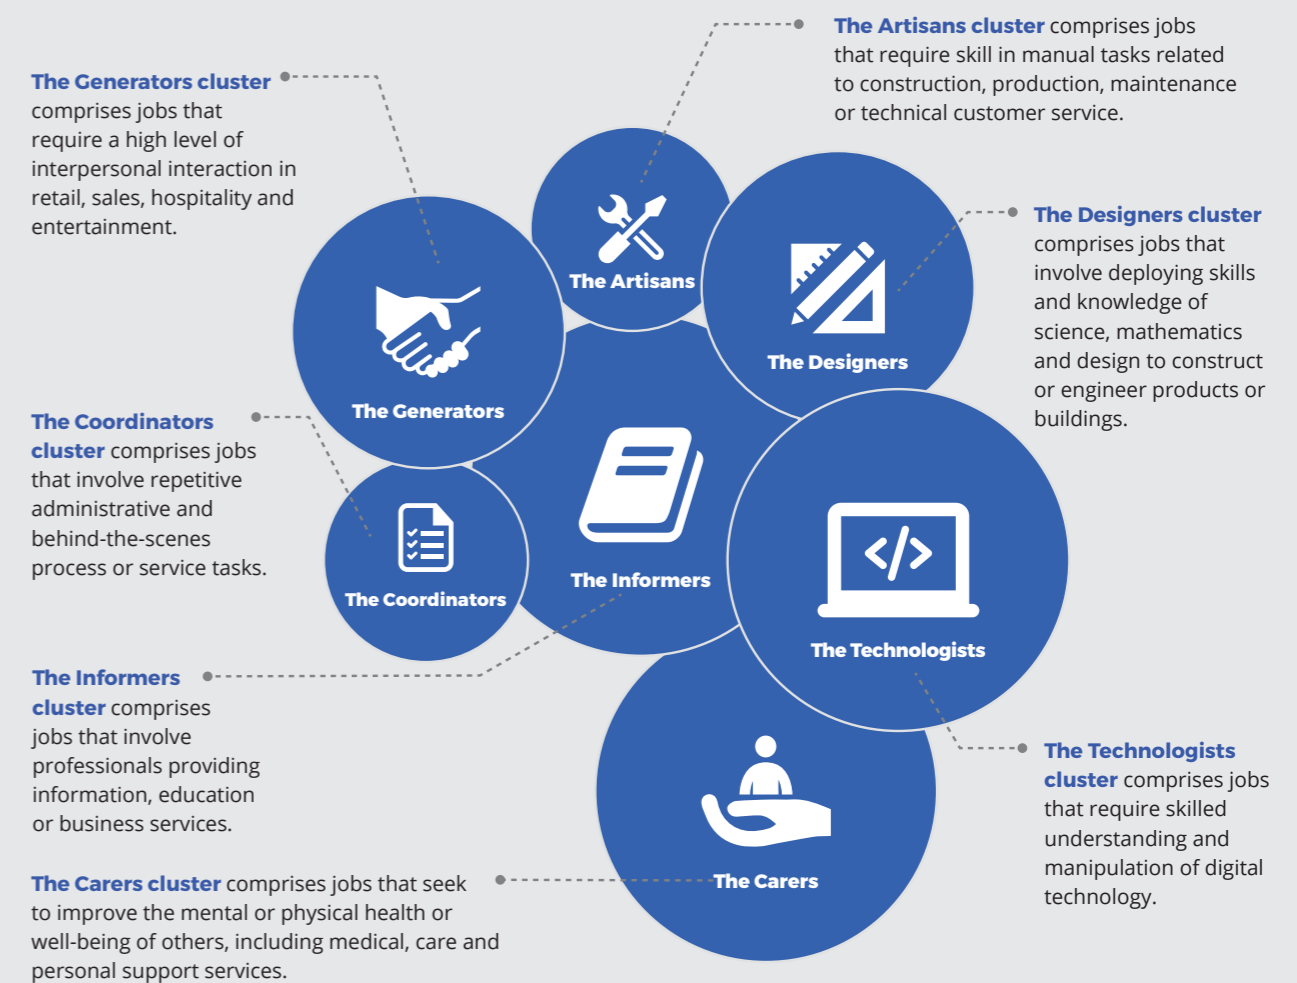 The Artisans cluster comprises jobs
that require skill in manual tasks related
to construction, production, maintenance
or technical customer service.
The Generators cluster
comprises jobs that
require a high level of
interpersonal interaction in
retail, sales, hospitality and
entertainment.
The Designers cluster
comprises jobs that
involve deploying skills
and knowledge of
science, mathematics
and design to construct
or engineer products or
buildings.
The Artisans
The Designers
The Generators
The Coordinators
cluster comprises jobs
that involve repetitive
administrative and
behind-the-scenes
process or service tasks.
</>
The Informers
The Coordinators
The Technologists
The Informers
cluster comprises
jobs that involve
professionals providing
information, education
or business services.
The Technologists
cluster comprises jobs
that require skilled
understanding and
manipulation of digital
technology.
The Carers
The Carers cluster comprises jobs that seek
to improve the mental or physical health or
well-being of others, including medical, care and
personal support services.